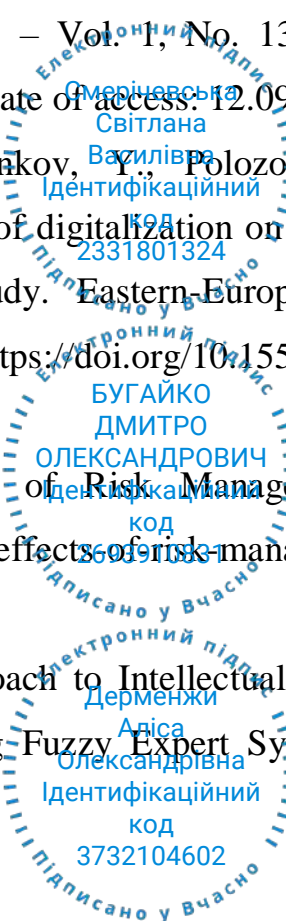 – Vol. 1, No. 13
ate of access: 12.09
nkov, Y., Polozo
of digitalization on
udy. Eastern-Europ
ttps://doi.org/10.155
of Risk Manage
effects-of-risk-mana
oach to Intellectual
g Fuzzy Expert Sy
Електронний підпис
Смерічевська
Світлана
Василівна
Ідентифікаційний
код
2331801324
Підписано у Вчасно
Електронний підпис
БУГАЙКО
ДМИТРО
ОЛЕКСАНДРОВИЧ
Ідентифікаційний
код
Підписано у Вчасно
Електронний підпис
Дерменжи
Аліса
Олександрівна
Ідентифікаційний
код
3732104602
Підписано у Вчасно